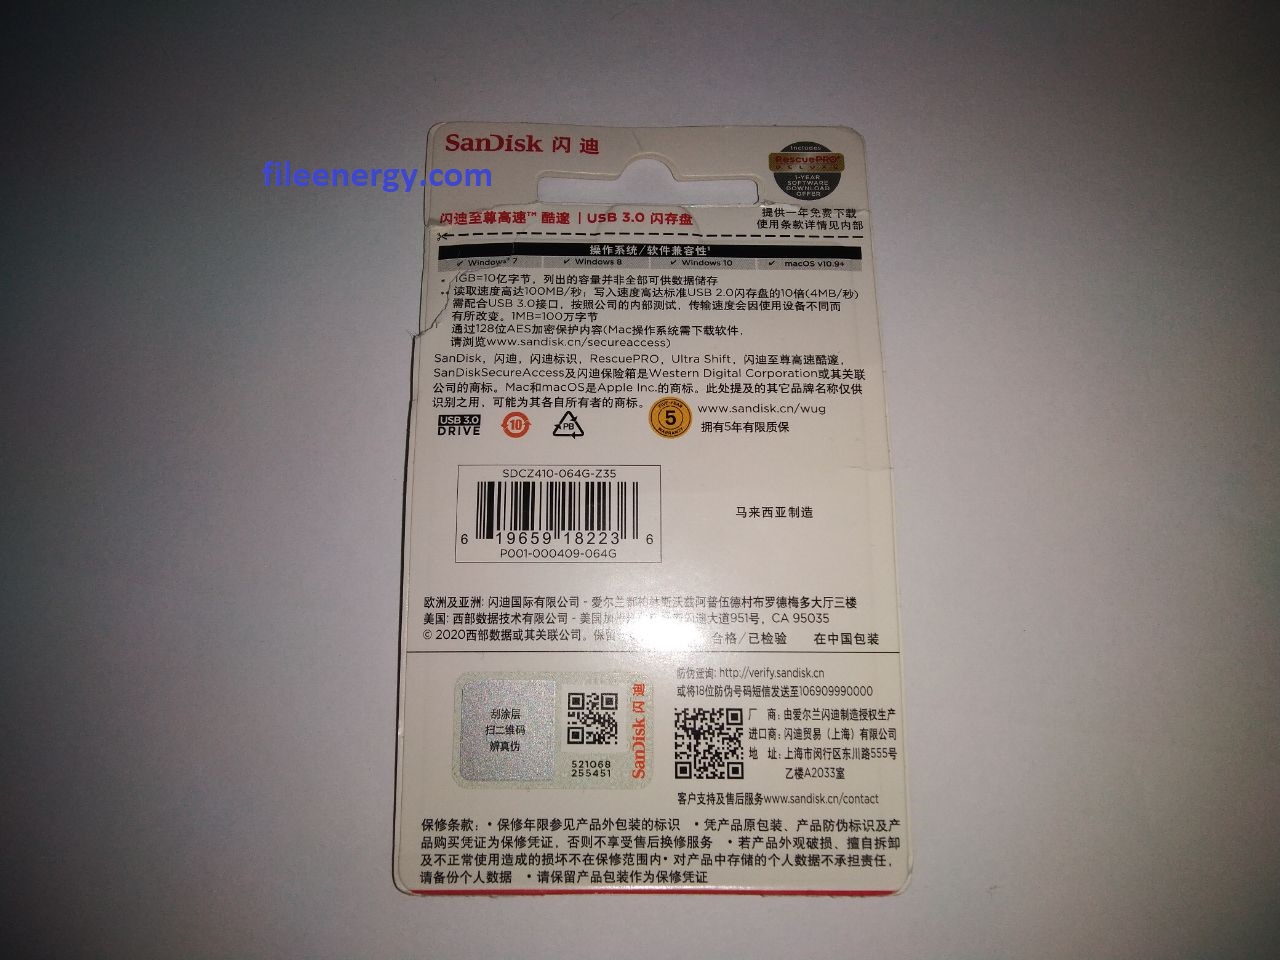 SanDisk 闪迪
Includes
RescuePRO®
DELUXE
1-YEAR
SOFTWARE
DOWNLOAD
OFFER
fileenergy.com
闪迪至尊高速™ 酷邃 | USB 3.0 闪存盘
提供一年免费下载
使用条款详情见内部
操作系统/软件兼容性
✓ Windows® 7 ✓ Windows 8 ✓ Windows 10 ✓ macOS v10.9+
* 1GB=10亿字节，列出的容量并非全部可供数据储存
** 读取速度高达100MB/秒；写入速度高达标准USB 2.0闪存盘的10倍(4MB/秒)
需配合USB 3.0接口，按照公司的内部测试，传输速度会因使用设备不同而
有所改变。1MB=100万字节
通过128位AES加密保护内容(Mac操作系统需下载软件，
请浏览www.sandisk.cn/secureaccess)
SanDisk，闪迪，闪迪标识，RescuePRO，Ultra Shift，闪迪至尊高速酷邃，
SanDiskSecureAccess及闪迪保险箱是Western Digital Corporation或其关联
公司的商标。Mac和macOS是Apple Inc.的商标。此处提及的其它品牌名称仅供
识别之用，可能为其各自所有者的商标。
USB 3.0
DRIVE
10
PB
FIVE-YEAR
5
WARRANTY
www.sandisk.cn/wug
拥有5年有限质保
SDCZ410-064G-Z35
6 19659 18223 6
P001-000409-064G
马来西亚制造
欧洲及亚洲: 闪迪国际有限公司 - 爱尔兰都柏林斯沃兹阿普伍德村布罗德梅多大厅三楼
美国: 西部数据技术有限公司 - 美国加 大道951号，CA 95035
© 2020西部数据或其关联公司。保留 合格/已检验 在中国包装
刮涂层
扫二维码
辨真伪
521068
255451
SanDisk 闪迪
防伪查询: http://verify.sandisk.cn
或将18位防伪号码短信发送至106909990000
厂 商: 由爱尔兰闪迪制造授权生产
进口商: 闪迪贸易（上海）有限公司
地 址: 上海市闵行区东川路555号
乙楼A2033室
客户支持及售后服务www.sandisk.cn/contact
保修条款: • 保修年限参见产品外包装的标识 • 凭产品原包装、产品防伪标识及产
品购买凭证为保修凭证，否则不享受售后换修服务 • 若产品外观破损、擅自拆卸
及不正常使用造成的损坏不在保修范围内• 对产品中存储的个人数据不承担责任，
请备份个人数据 • 请保留产品包装作为保修凭证